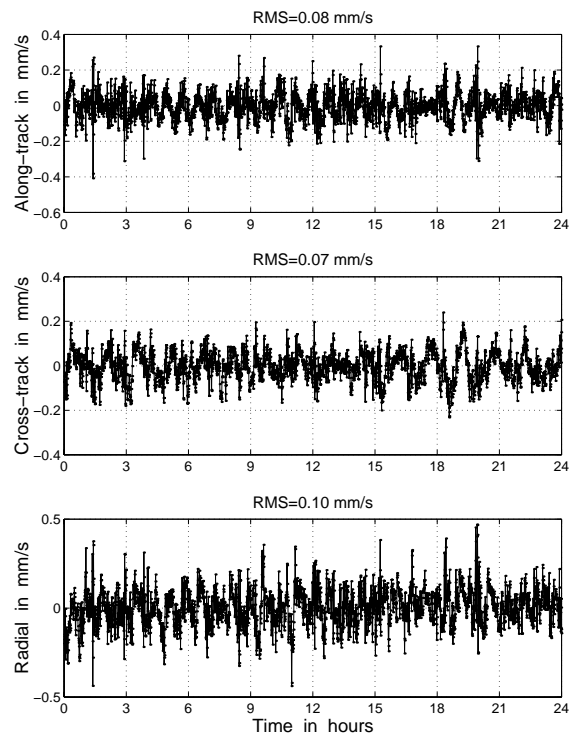 RMS=0.08 mm/s
0.4
0.2
0
−0.2
−0.4
−0.6
Along−track in mm/s
0 3 6 9 12 15 18 21 24
RMS=0.07 mm/s
0.4
0.2
0
−0.2
−0.4
Cross−track in mm/s
0 3 6 9 12 15 18 21 24
RMS=0.10 mm/s
0.5
0
−0.5
Radial in mm/s
0 3 6 9 12 15 18 21 24
Time in hours